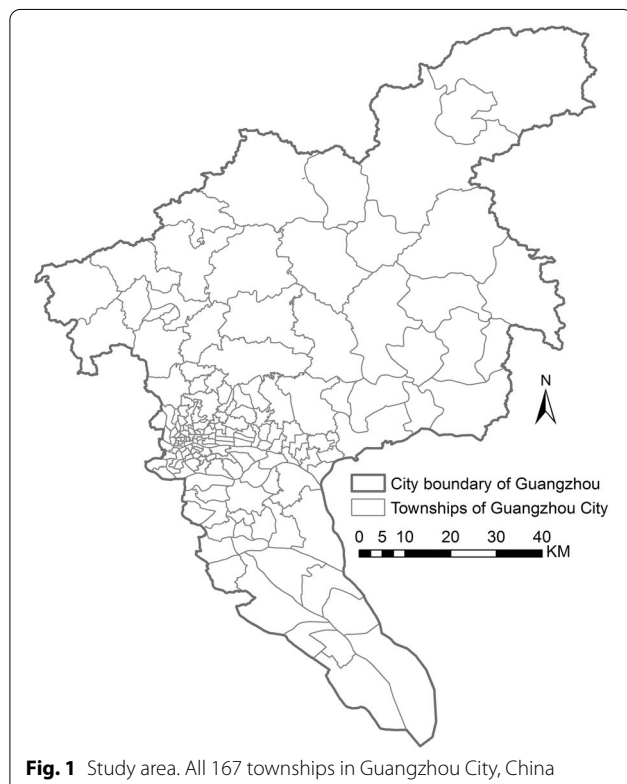 N
City boundary of Guangzhou
Townships of Guangzhou City
0 5 10 20 30 40
KM
Fig. 1 Study area. All 167 townships in Guangzhou City, China